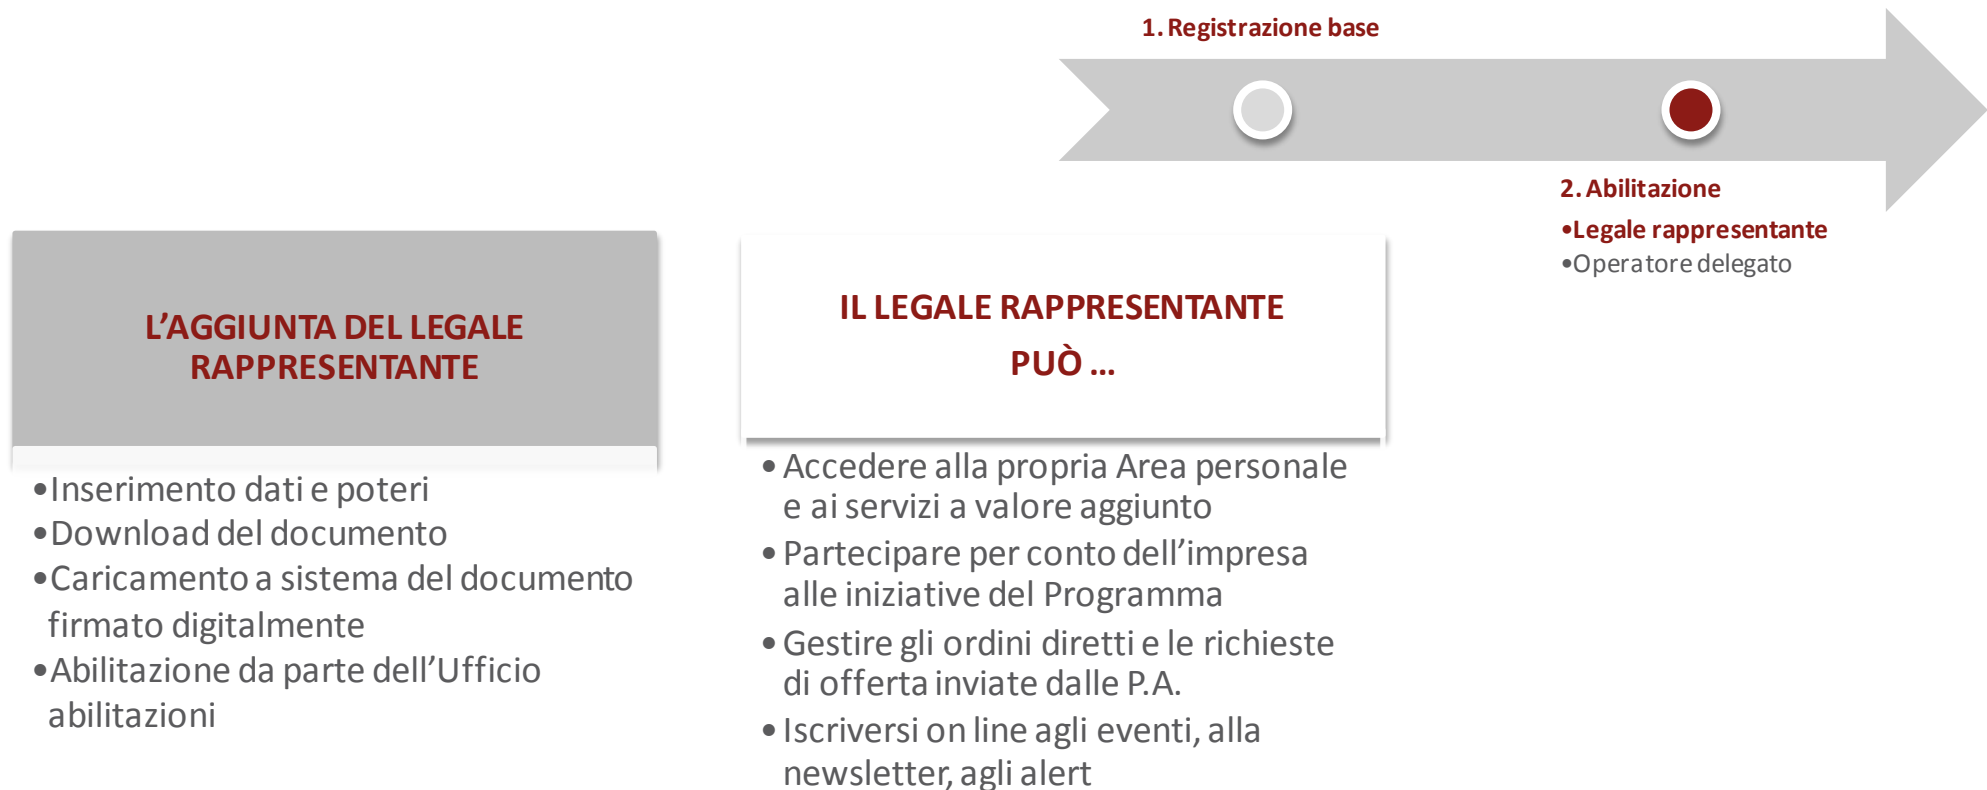 1. Registrazione base
2. Abilitazione
•Legale rappresentante
•Operatore delegato
L’AGGIUNTA DEL LEGALE
RAPPRESENTANTE
•Inserimento dati e poteri
•Download del documento
•Caricamento a sistema del documento
firmato digitalmente
•Abilitazione da parte dell’Ufficio
abilitazioni
IL LEGALE RAPPRESENTANTE
PUÒ ...
•Accedere alla propria Area personale
e ai servizi a valore aggiunto
•Partecipare per conto dell’impresa
alle iniziative del Programma
•Gestire gli ordini diretti e le richieste
di offerta inviate dalle P.A.
•Iscriversi on line agli eventi, alla
newsletter, agli alert